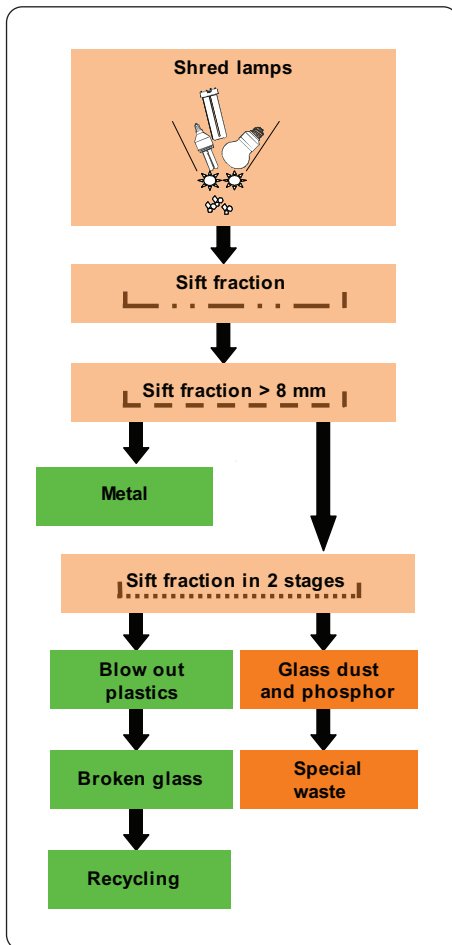 Shred lamps
Sift fraction
Sift fraction > 8 mm
Metal
Sift fraction in 2 stages
Blow out
plastics
Glass dust
and phosphor
Broken glass
Special
waste
Recycling